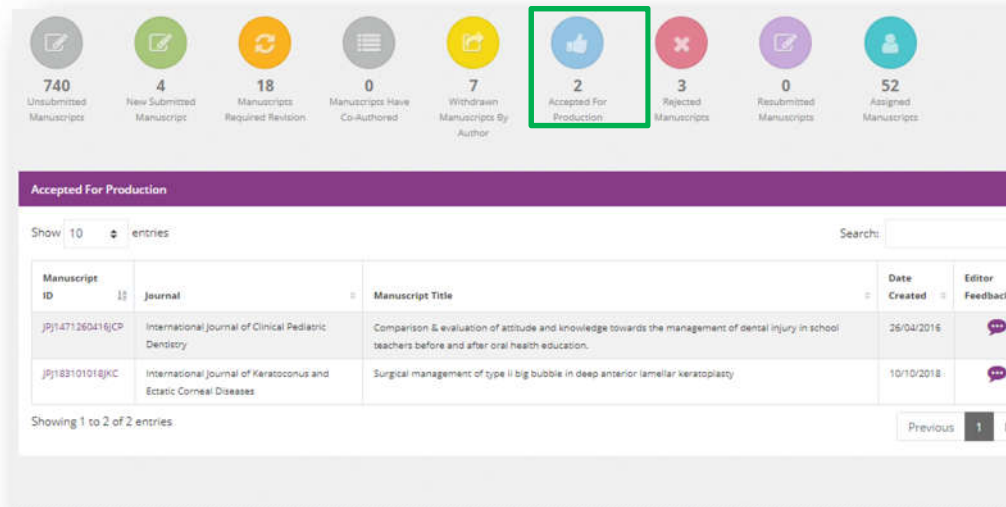 740
Unsubmitted
Manuscripts
4
New Submitted
Manuscript
18
Manuscripts
Required Revision
0
Manuscripts Have
Co-Authored
7
Withdrawn
Manuscripts By
Author
2
Accepted For
Production
3
Rejected
Manuscripts
0
Resubmitted
Manuscripts
52
Assigned
Manuscripts
Accepted For Production
Show 10 entries
Search:
Manuscript
ID
Journal
Manuscript Title
Date
Created
Editor
Feedback
JPJ1471260416JCP
International Journal of Clinical Pediatric
Dentistry
Comparison & evaluation of attitude and knowledge towards the management of dental injury in school
teachers before and after oral health education.
26/04/2016
JPJ183101018JKC
International Journal of Keratoconus and
Ectatic Corneal Diseases
Surgical management of type ii big bubble in deep anterior lamellar keratoplasty
10/10/2018
Showing 1 to 2 of 2 entries
Previous 1